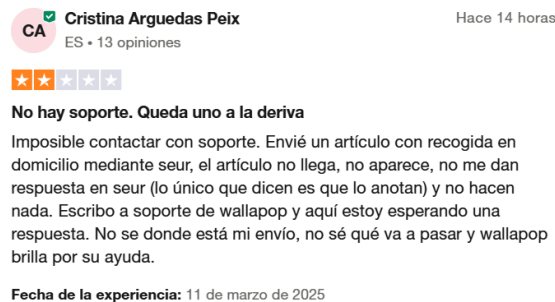 CA
Cristina Arguedas Peix
Hace 14 horas
ES • 13 opiniones
No hay soporte. Queda uno a la deriva
Imposible contactar con soporte. Envié un artículo con recogida en
domicilio mediante seur, el artículo no llega, no aparece, no me dan
respuesta en seur (lo único que dicen es que lo anotan) y no hacen
nada. Escribo a soporte de wallapop y aquí estoy esperando una
respuesta. No se donde está mi envío, no sé qué va a pasar y wallapop
brilla por su ayuda.
Fecha de la experiencia: 11 de marzo de 2025